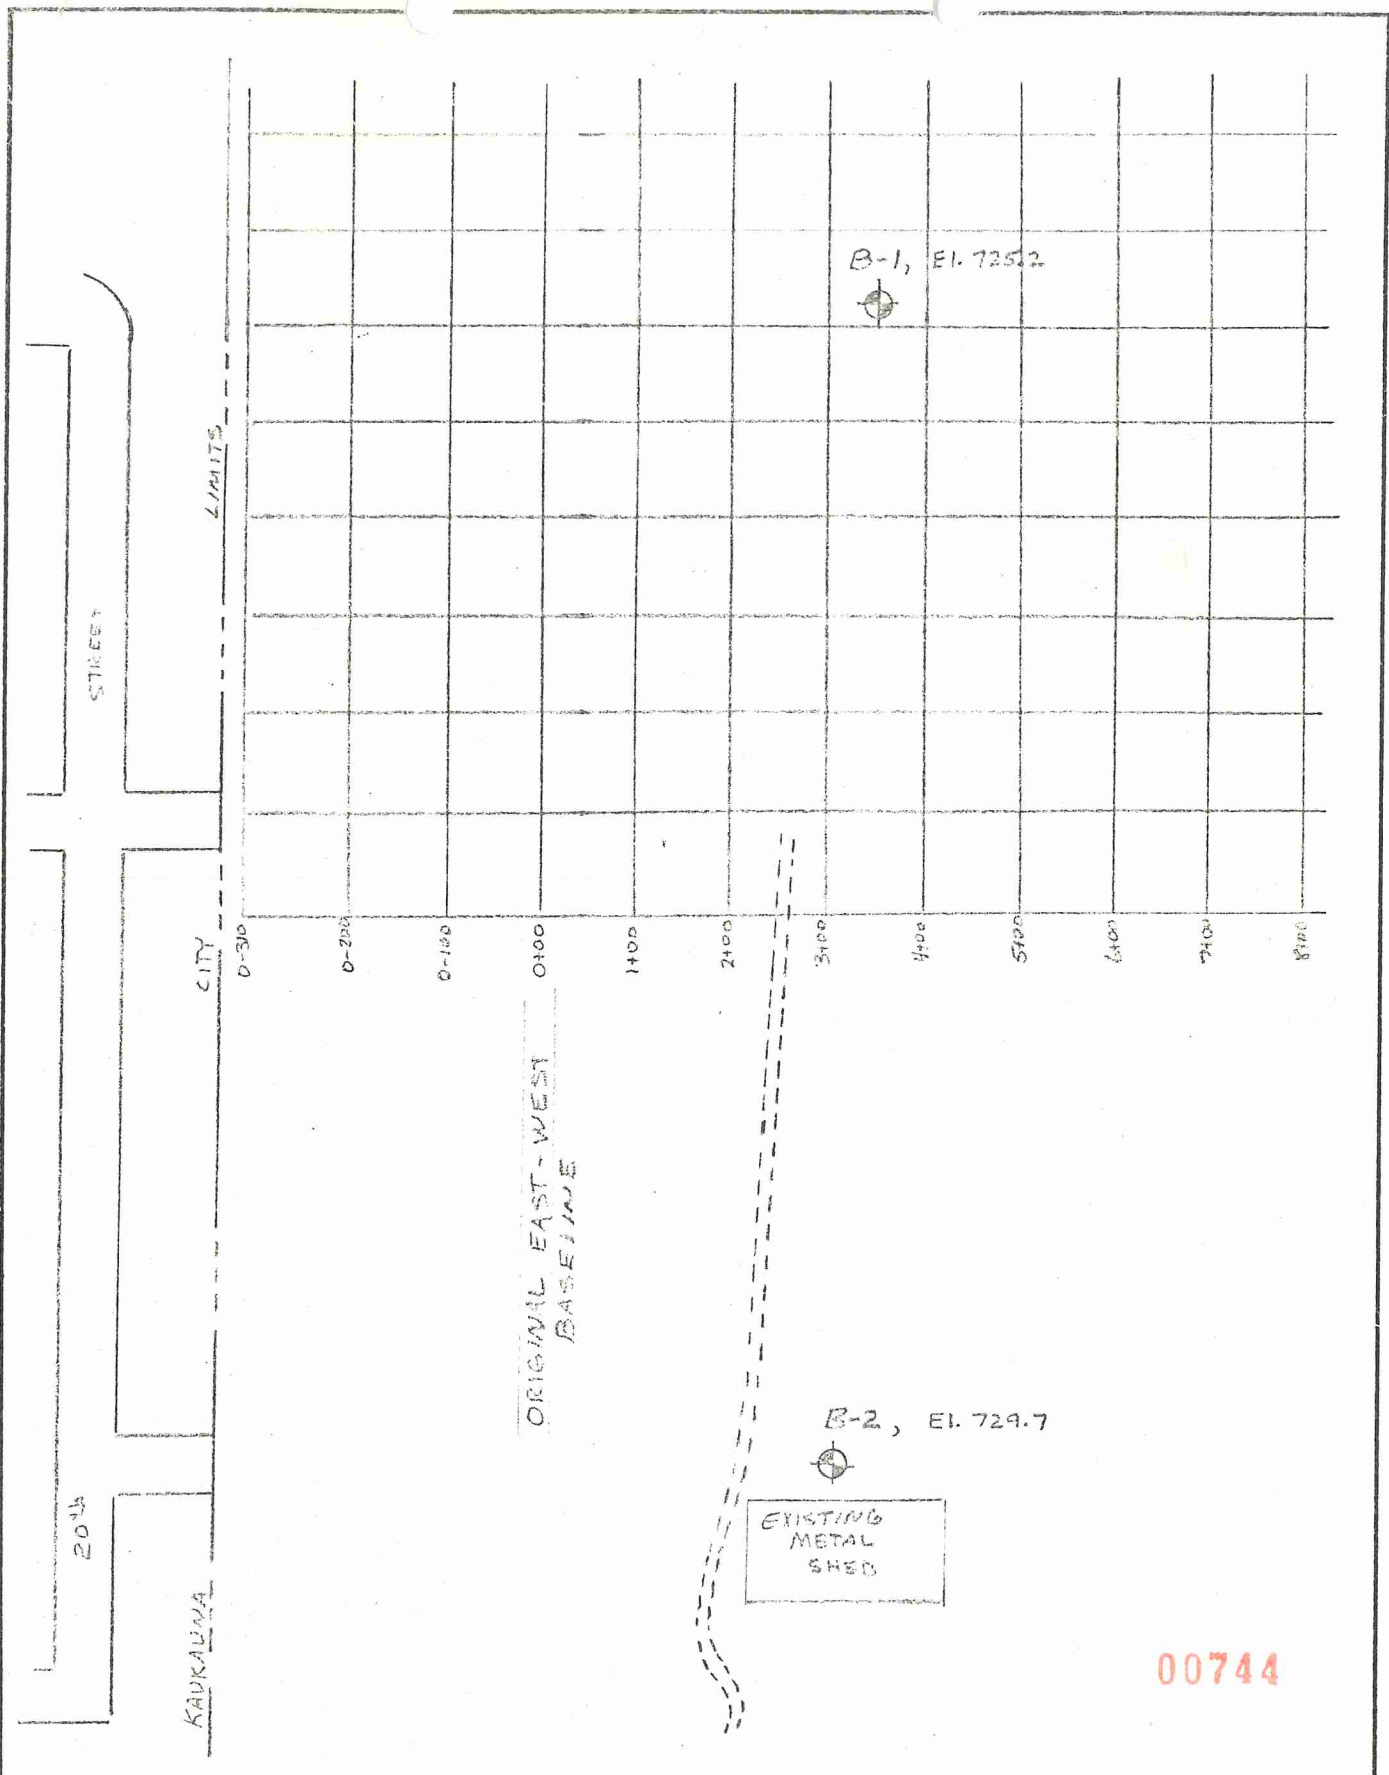 B-1, El. 725.2
STREET
LIMITS
CITY
0-310
0-200
0-100
0+00
1+00
2+00
3+00
4+00
5+00
6+00
7+00
8+00
ORIGINAL EAST-WEST
BASELINE
B-2, El. 729.7
EXISTING
METAL
SHED
20th
KAUKAUNA
00744